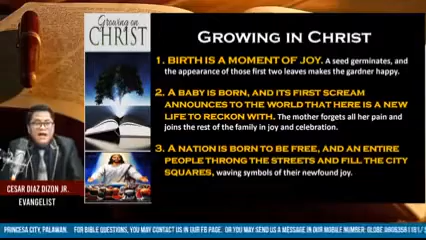 Growing on
CHRIST
GROWING IN CHRIST
1. BIRTH IS A MOMENT OF JOY. A seed germinates, and
the appearance of those first two leaves makes the gardner happy.
2. A BABY IS BORN, AND ITS FIRST SCREAM
ANNOUNCES TO THE WORLD THAT HERE IS A NEW
LIFE TO RECKON WITH. The mother forgets all her pain and
joins the rest of the family in joy and celebration.
3. A NATION IS BORN TO BE FREE, AND AN ENTIRE
PEOPLE THRONG THE STREETS AND FILL THE CITY
SQUARES, waving symbols of their newfound joy.
CESAR DIAZ DIZON JR.
EVANGELIST
PRINCESA CITY, PALAWAN. FOR BIBLE QUESTIONS, YOU MAY CONTACT US IN OUR FB PAGE. OR YOU MAY SEND US A MESSAGE IN OUR MOBILE NUMBER: GLOBE